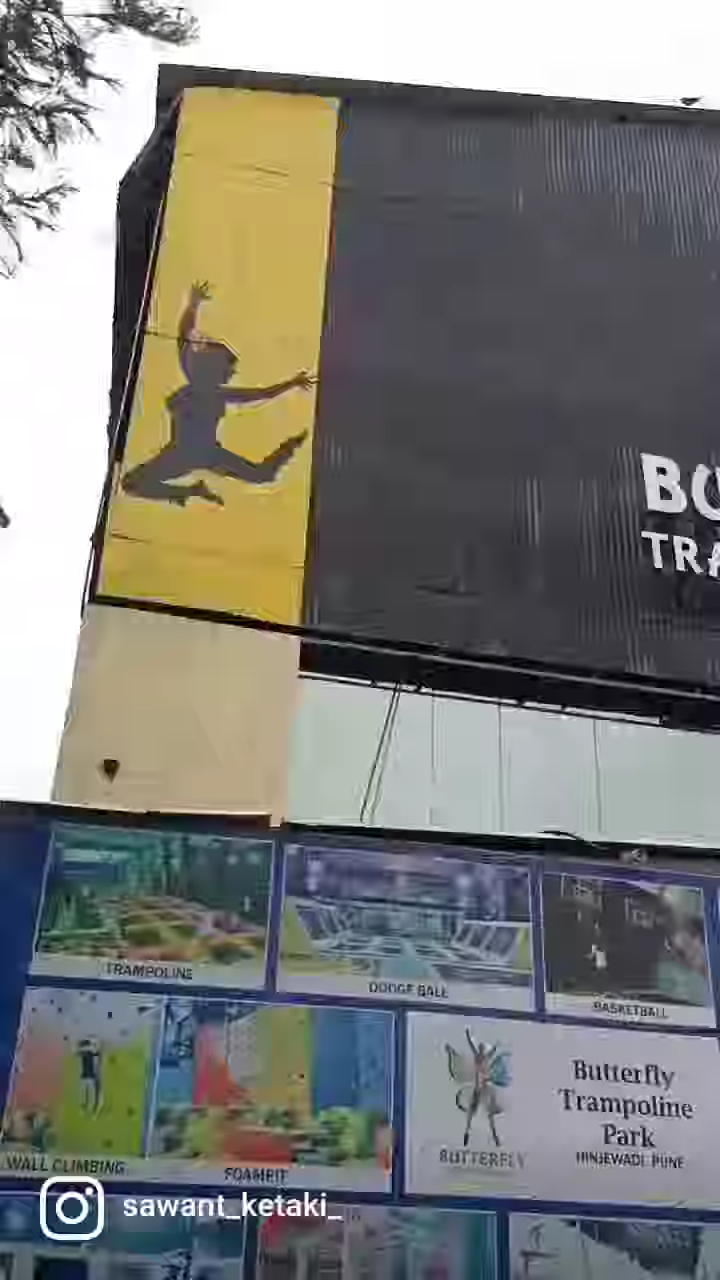 BO
TRA
TRAMPOLINE
DODGE BALL
BASKETBALL
WALL CLIMBING
FOAMPIT
BUTTERFLY
Butterfly
Trampoline
Park
HINJEWADI, PUNE
sawant_ketaki_